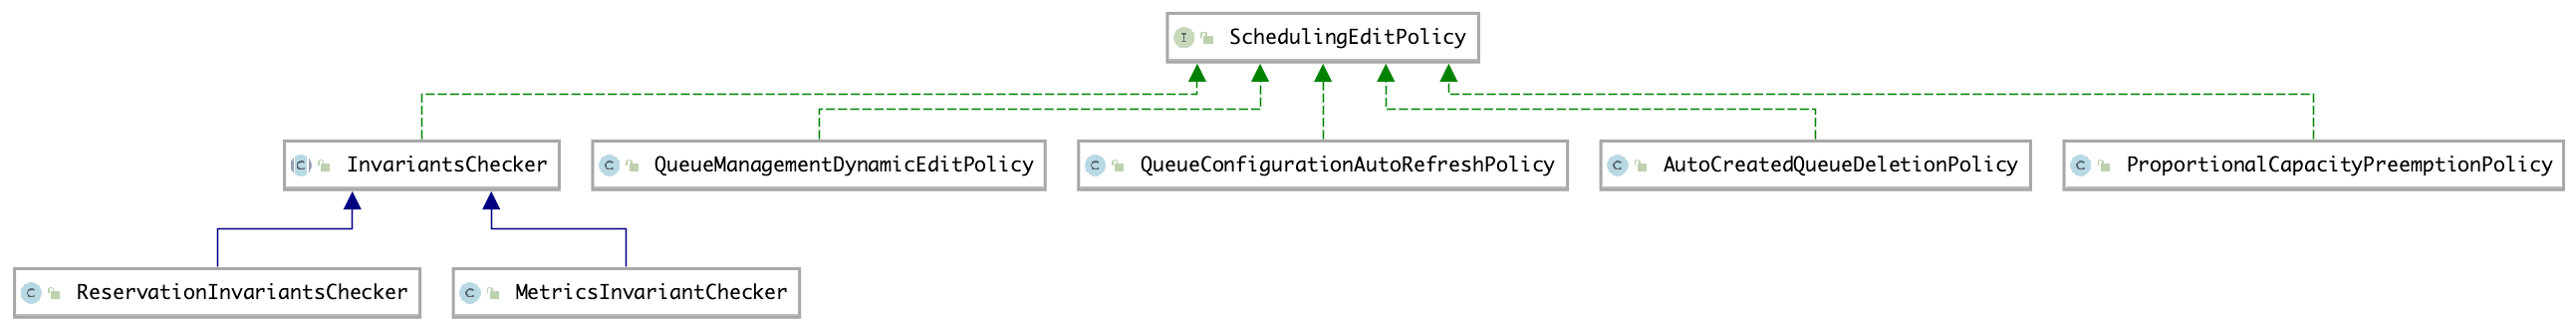 SchedulingEditPolicy
InvariantsChecker
QueueManagementDynamicEditPolicy
QueueConfigurationAutoRefreshPolicy
AutoCreatedQueueDeletionPolicy
ProportionalCapacityPreemptionPolicy
ReservationInvariantsChecker
MetricsInvariantChecker